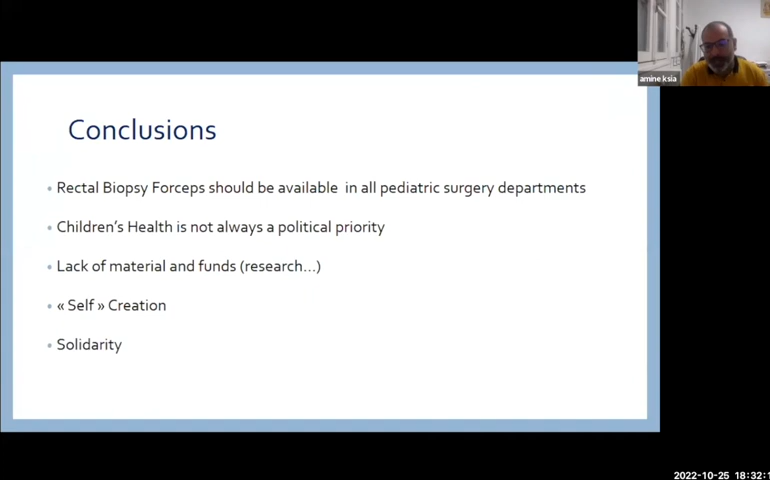 amine ksia
Conclusions
Rectal Biopsy Forceps should be available in all pediatric surgery departments
Children's Health is not always a political priority
Lack of material and funds (research...)
« Self » Creation
Solidarity
2022-10-25 18:32:1